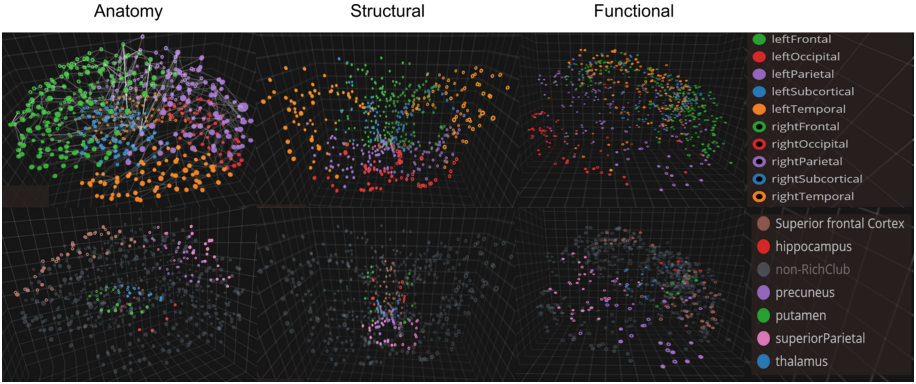 Anatomy Structural Functional
leftFrontal
leftOccipital
leftParietal
leftSubcortical
leftTemporal
rightFrontal
rightOccipital
rightParietal
rightSubcortical
rightTemporal
Superior frontal Cortex
hippocampus
non-RichClub
precuneus
putamen
superiorParietal
thalamus